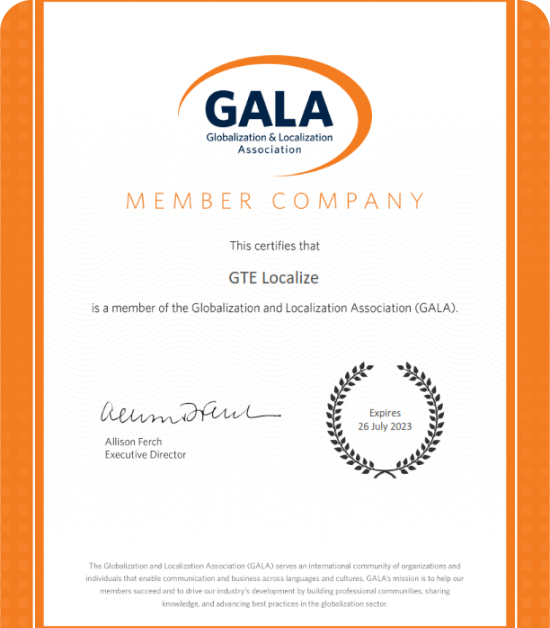 GALA
Globalization & Localization
Association
MEMBER COMPANY
This certifies that
GTE Localize
is a member of the Globalization and Localization Association (GALA).
Allison Ferch
Executive Director
Expires
26 July 2023
The Globalization and Localization Association (GALA) serves an international community of organizations and
individuals that enable communication and business across languages and cultures. GALA's mission is to help our
members succeed and to drive our industry's development by building professional communities, sharing
knowledge, and advancing best practices in the globalization sector.